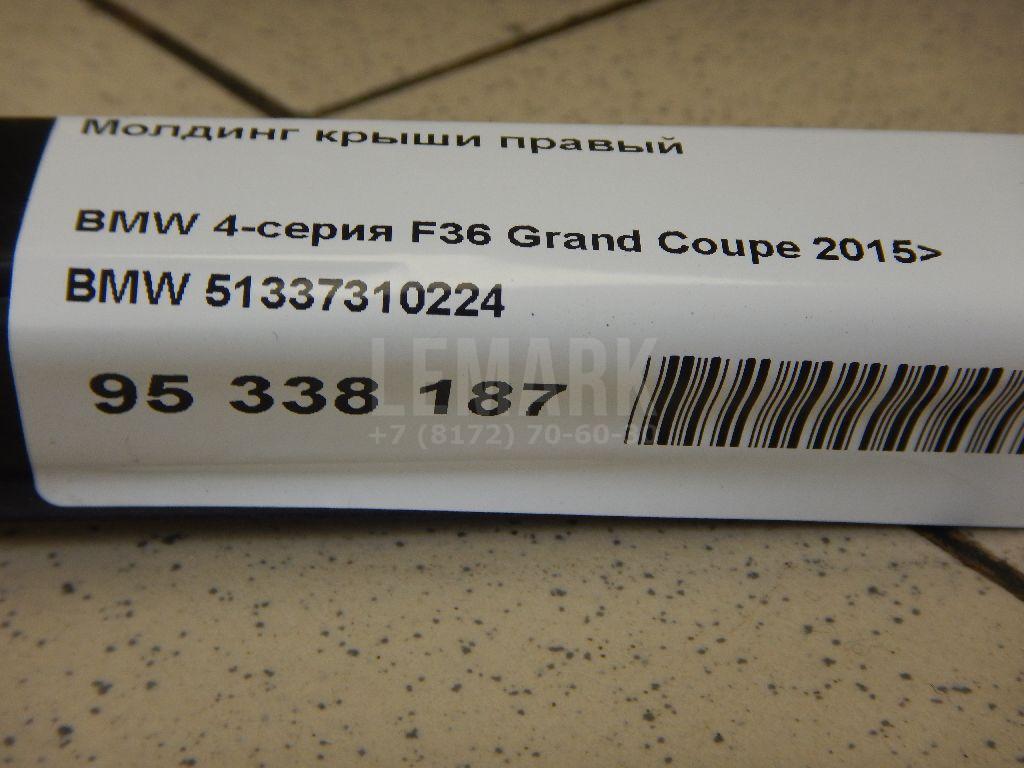 Молдинг крыши правый
BMW 4-серия F36 Grand Coupe 2015>
BMW 51337310224
LEMARK
95 338 187
+7 (8172) 70-60-30